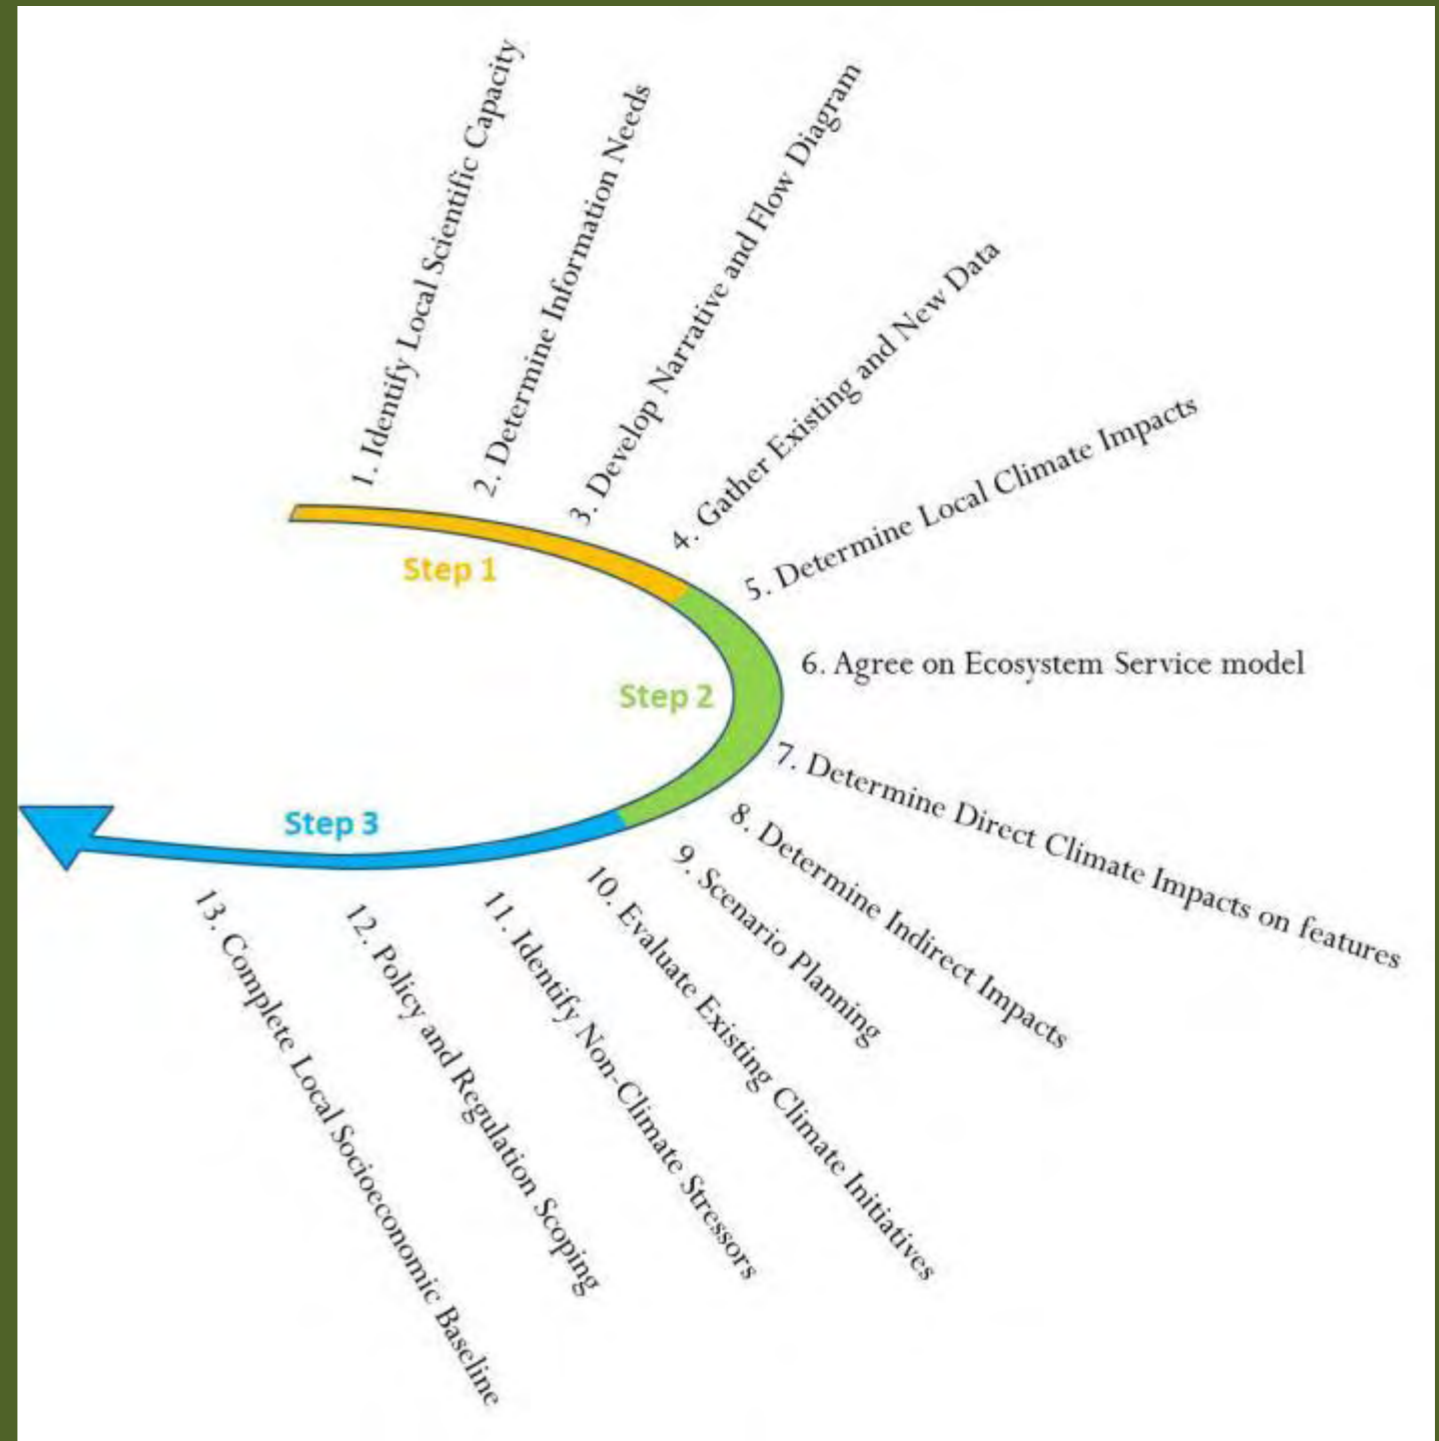 1. Identify Local Scientific Capacity
2. Determine Information Needs
3. Develop Narrative and Flow Diagram
4. Gather Existing and New Data
5. Determine Local Climate Impacts
6. Agree on Ecosystem Service model
7. Determine Direct Climate Impacts on features
8. Determine Indirect Impacts
9. Scenario Planning
10. Evaluate Existing Climate Initiatives
11. Identify Non-Climate Stressors
12. Policy and Regulation Scoping
13. Complete Local Socioeconomic Baseline
Step 1
Step 2
Step 3